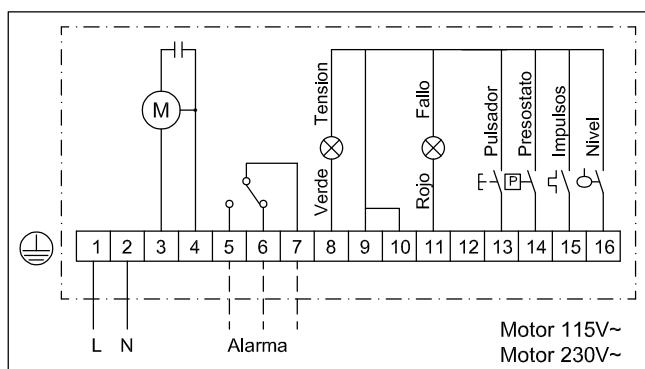 M
Tension
Verde
Fallo
Rojo
Pulsador
Presostato
Impulsos
Nivel
P
1 2 3 4 5 6 7 8 9 10 11 12 13 14 15 16
L N Alarma
Motor 115V~
Motor 230V~